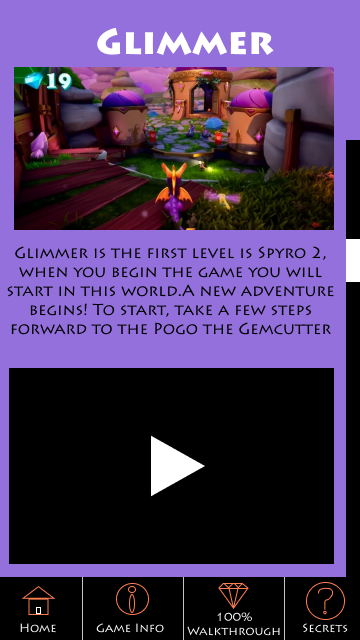 Glimmer
19
Glimmer is the first level is Spyro 2,
when you begin the game you will
start in this world.A new adventure
begins! To start, take a few steps
forward to the Pogo the Gemcutter
Home
Game Info
100%
Walkthrough
Secrets